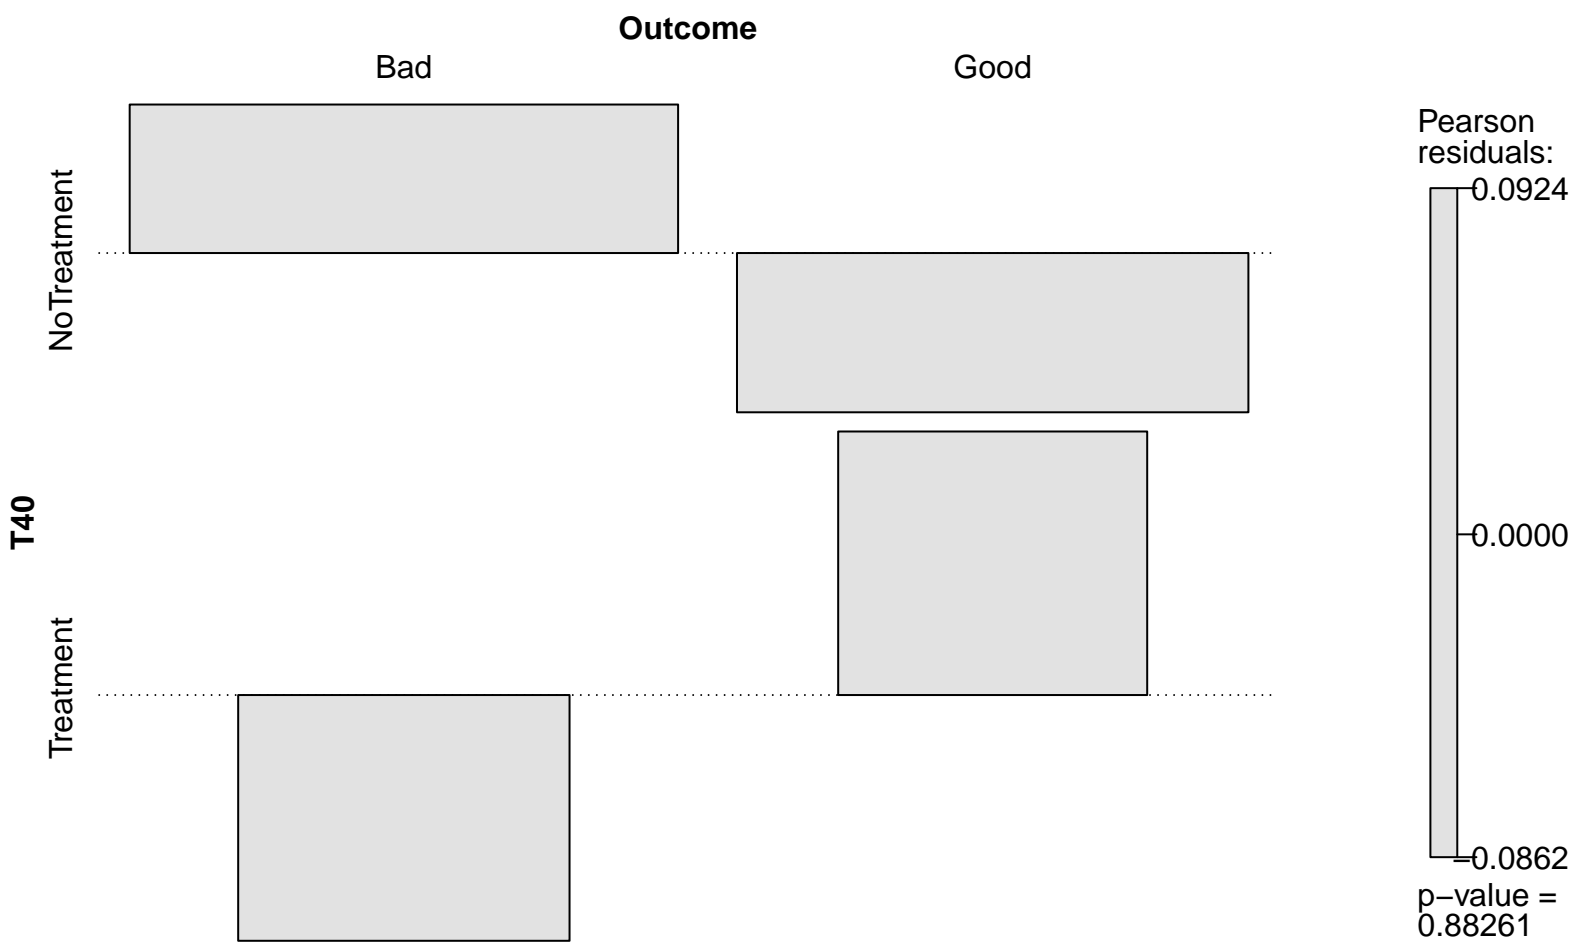 Outcome
Bad Good
NoTreatment
T40
Treatment
Pearson
residuals:
0.0924
0.0000
−0.0862
p−value =
0.88261